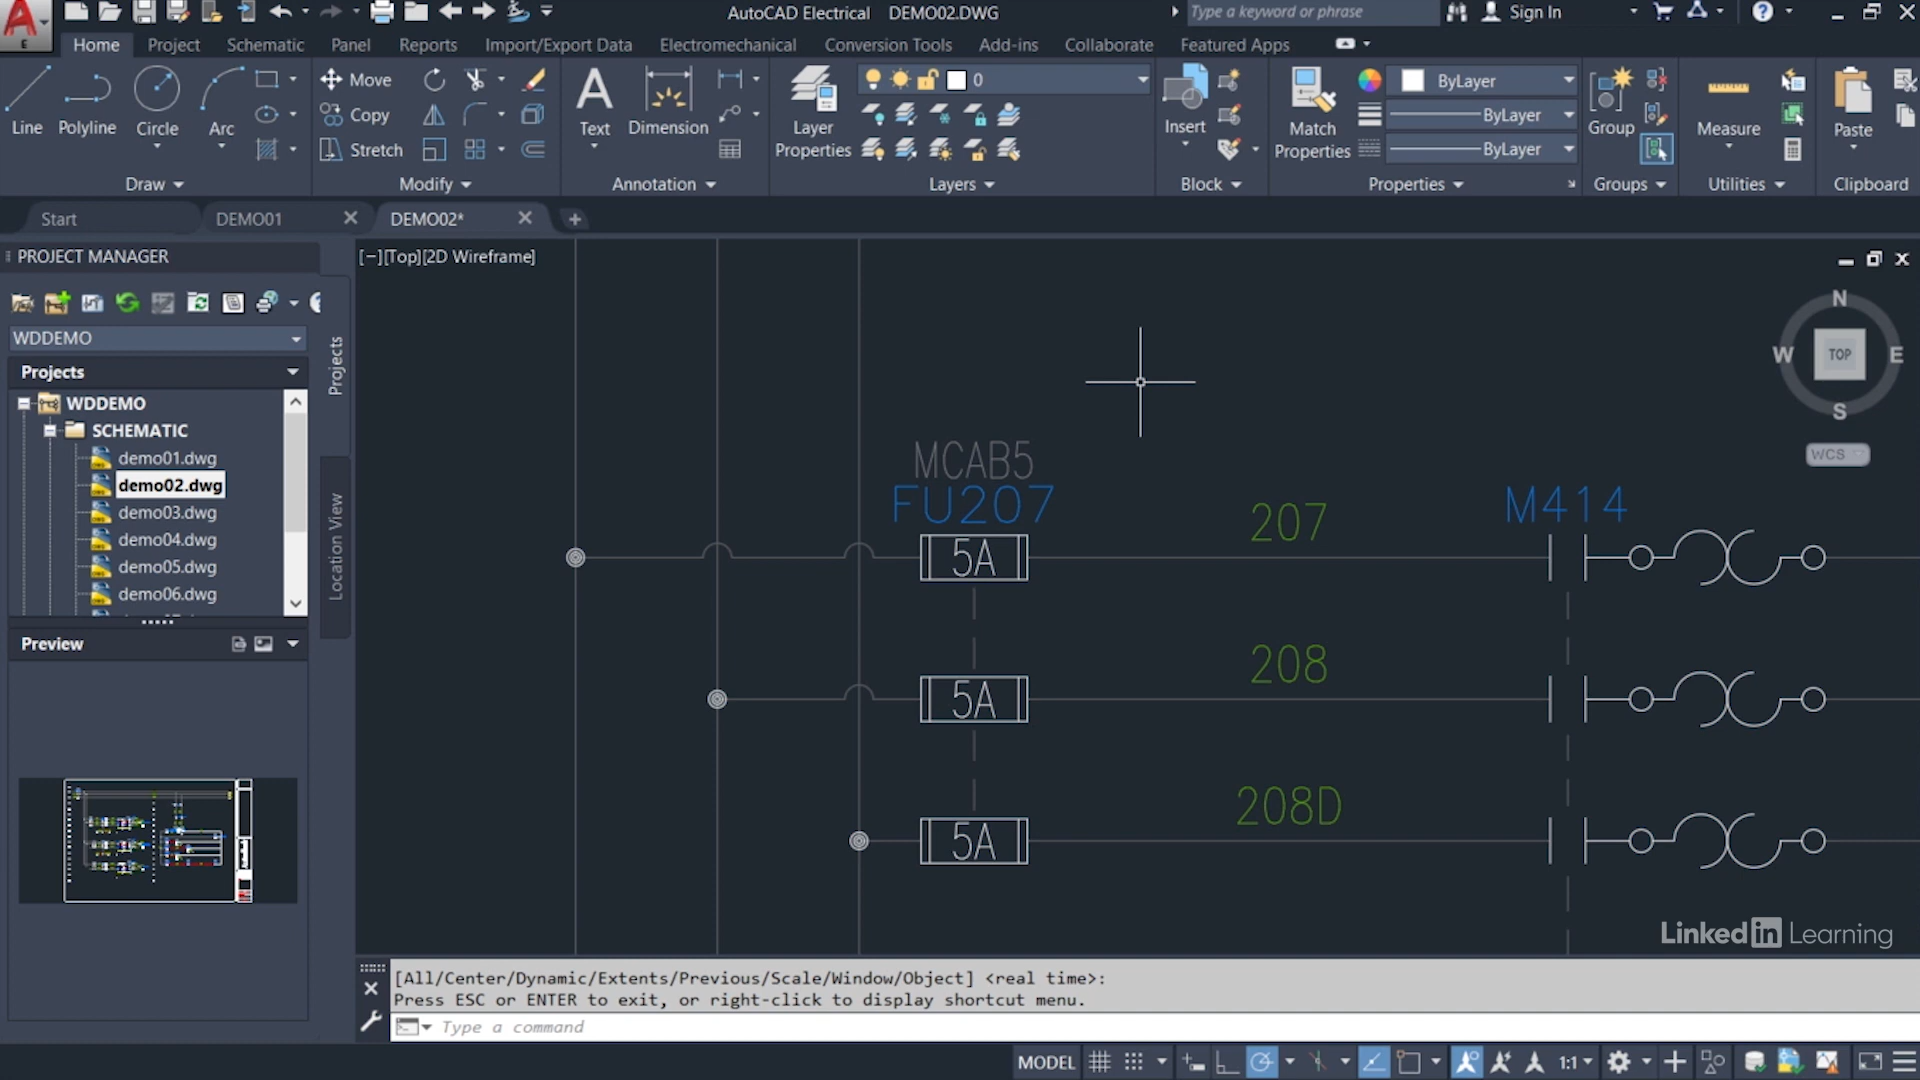 AutoCAD Electrical DEMO02.DWG
Type a keyword or phrase
Sign In
A
E
Home Project Schematic Panel Reports Import/Export Data Electromechanical Conversion Tools Add-ins Collaborate Featured Apps
Line
Polyline
Circle
Arc
Draw
Move
Copy
Stretch
Modify
A
Text
Dimension
Annotation
Layer
Properties
0
Layers
Insert
Block
Match
Properties
ByLayer
ByLayer
ByLayer
Properties
Group
Groups
Measure
Utilities
Paste
Clipboard
Start
DEMO01
DEMO02*
PROJECT MANAGER
WDDEMO
Projects
WDDEMO
SCHEMATIC
demo01.dwg
demo02.dwg
demo03.dwg
demo04.dwg
demo05.dwg
demo06.dwg
Projects
Location View
Preview
[−][Top][2D Wireframe]
N
W
TOP
E
S
WCS
MCAB5
FU207
5A
207
M414
5A
208
5A
208D
Linked in Learning
[All/Center/Dynamic/Extents/Previous/Scale/Window/Object] <real time>:
Press ESC or ENTER to exit, or right-click to display shortcut menu.
Type a command
MODEL
1:1